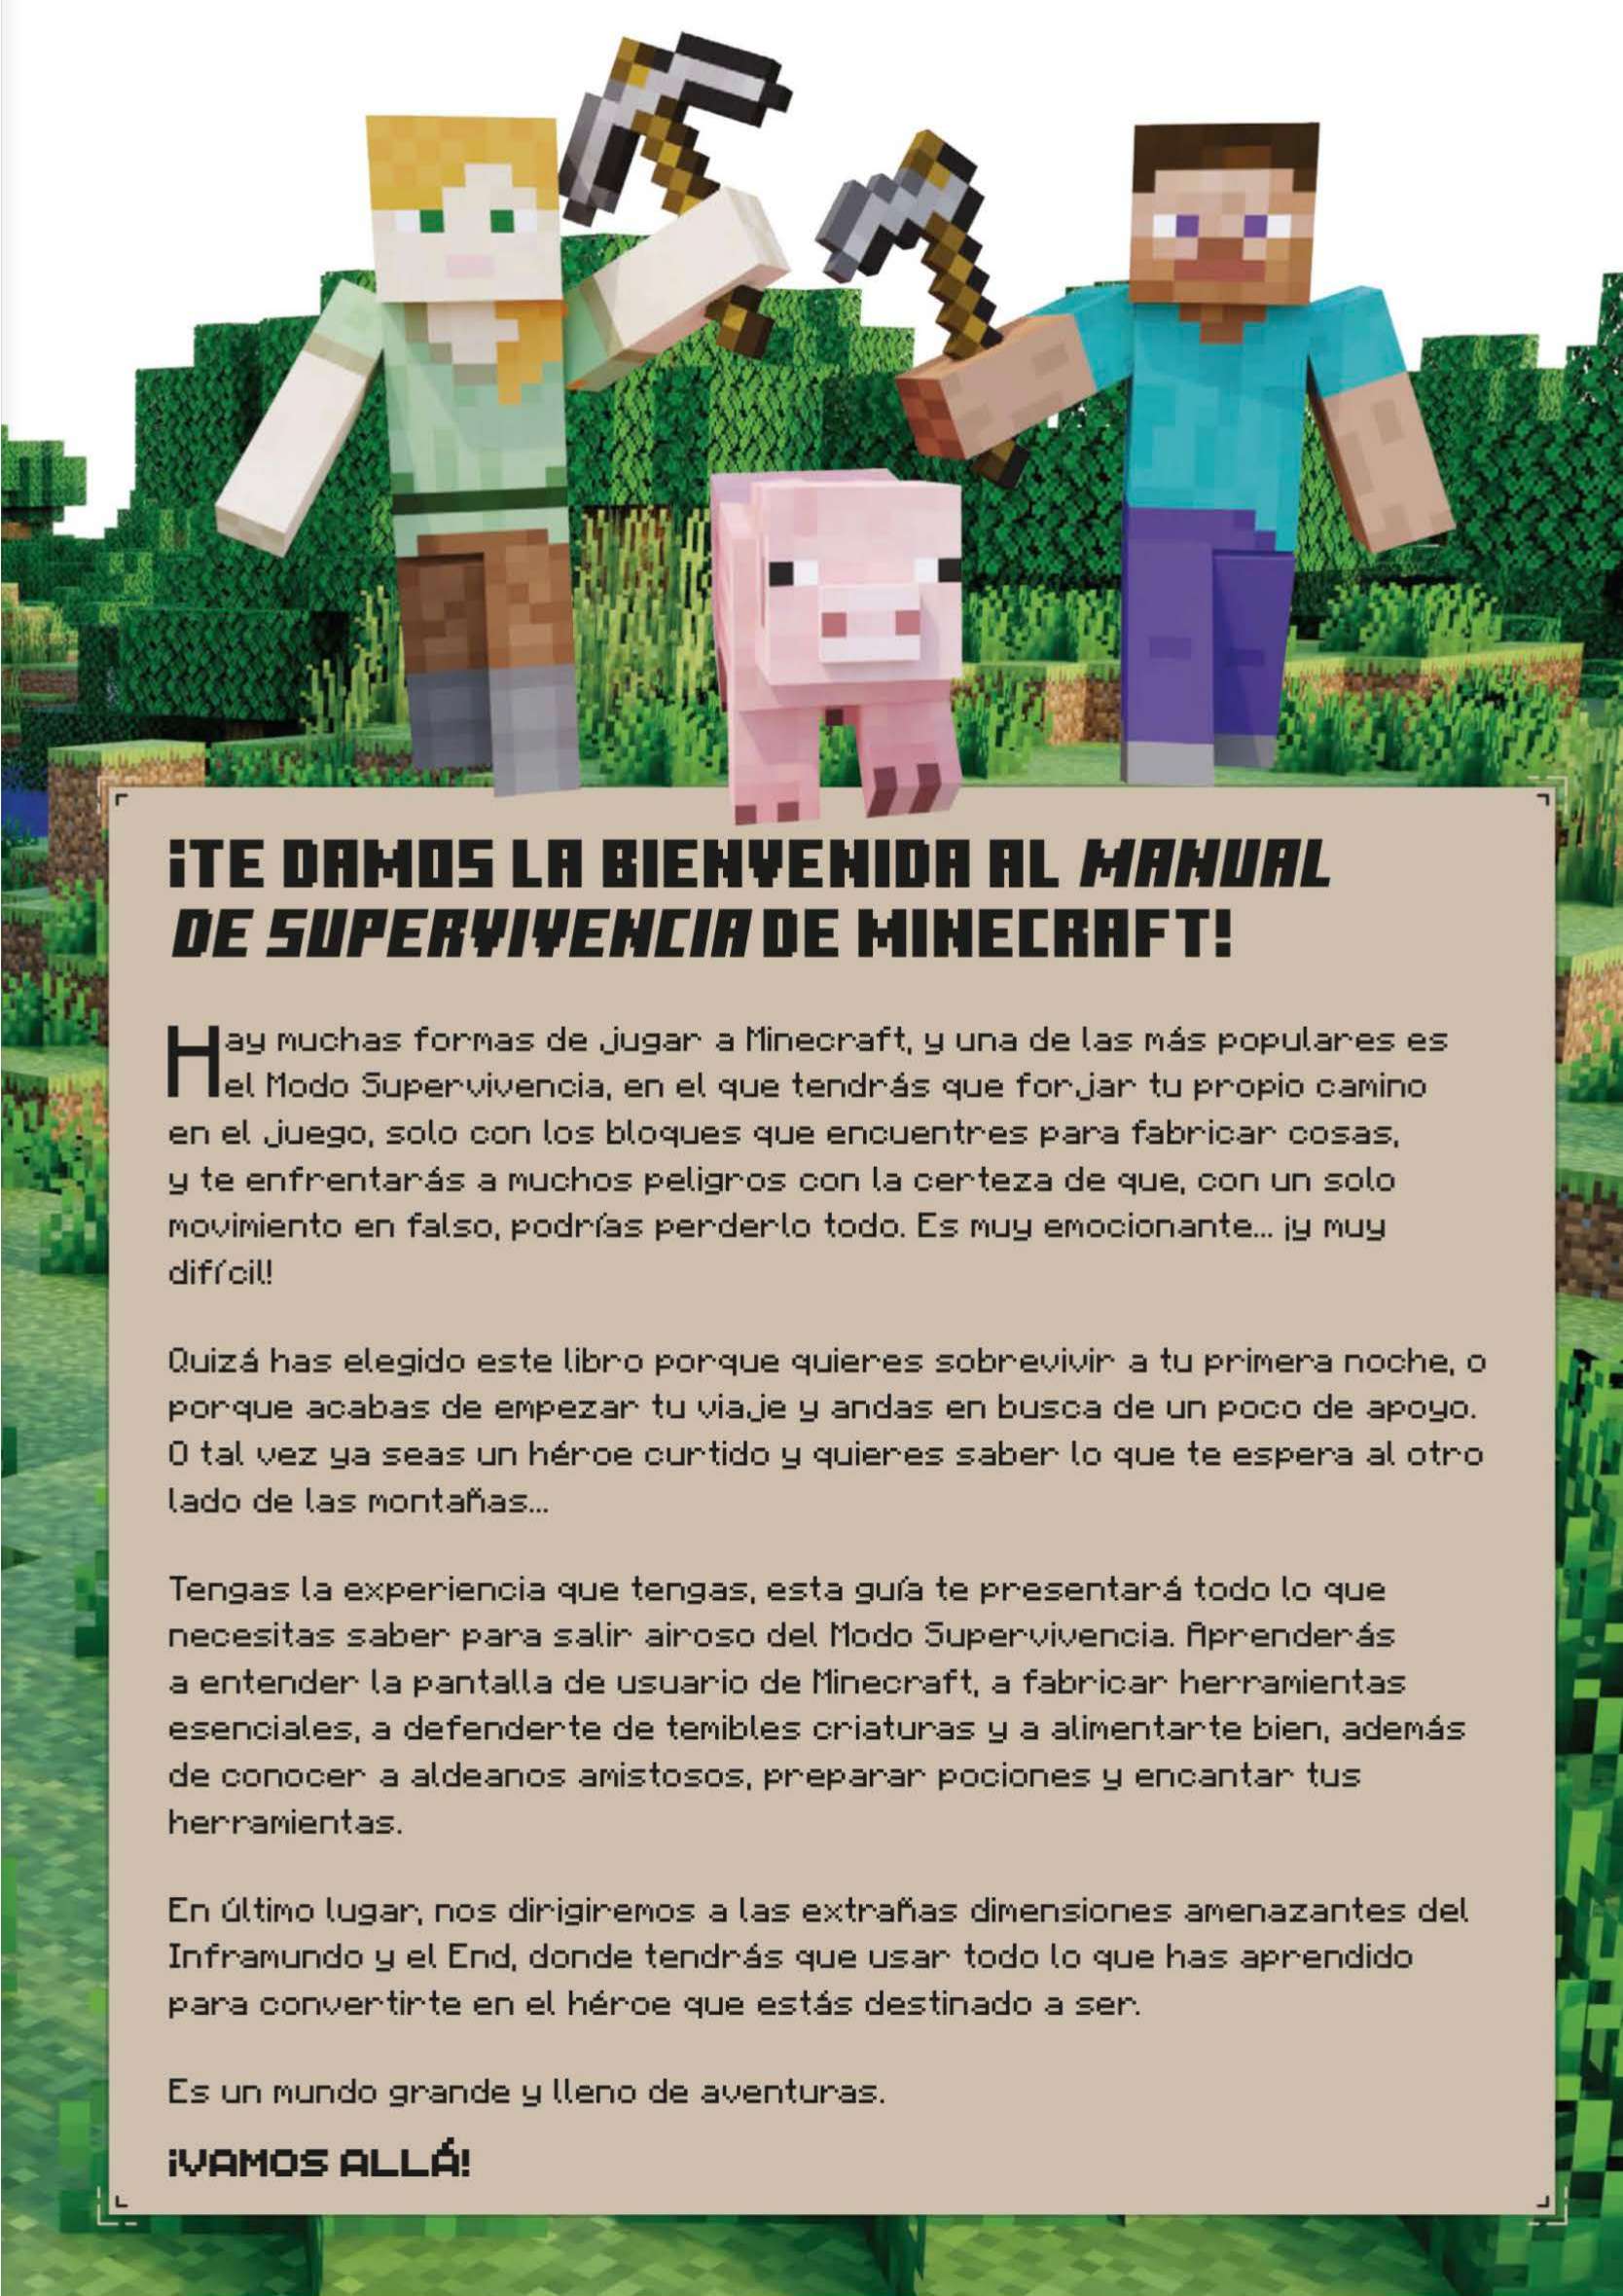 ¡TE DAMOS LA BIENVENIDA AL MANUAL
DE SUPERVIVENCIA DE MINECRAFT!
Hay muchas formas de jugar a Minecraft, y una de las más populares es
el Modo Supervivencia, en el que tendrás que forjar tu propio camino
en el juego, solo con los bloques que encuentres para fabricar cosas,
y te enfrentarás a muchos peligros con la certeza de que, con un solo
movimiento en falso, podrías perderlo todo. Es muy emocionante... ¡y muy
difícil!
Quizá has elegido este libro porque quieres sobrevivir a tu primera noche, o
porque acabas de empezar tu viaje y andas en busca de un poco de apoyo.
O tal vez ya seas un héroe curtido y quieres saber lo que te espera al otro
lado de las montañas...
Tengas la experiencia que tengas, esta guía te presentará todo lo que
necesitas saber para salir airoso del Modo Supervivencia. Aprenderás
a entender la pantalla de usuario de Minecraft, a fabricar herramientas
esenciales, a defenderte de temibles criaturas y a alimentarte bien, además
de conocer a aldeanos amistosos, preparar pociones y encantar tus
herramientas.
En último lugar, nos dirigiremos a las extrañas dimensiones amenazantes del
Inframundo y el End, donde tendrás que usar todo lo que has aprendido
para convertirte en el héroe que estás destinado a ser.
Es un mundo grande y lleno de aventuras.
¡VAMOS ALLÁ!